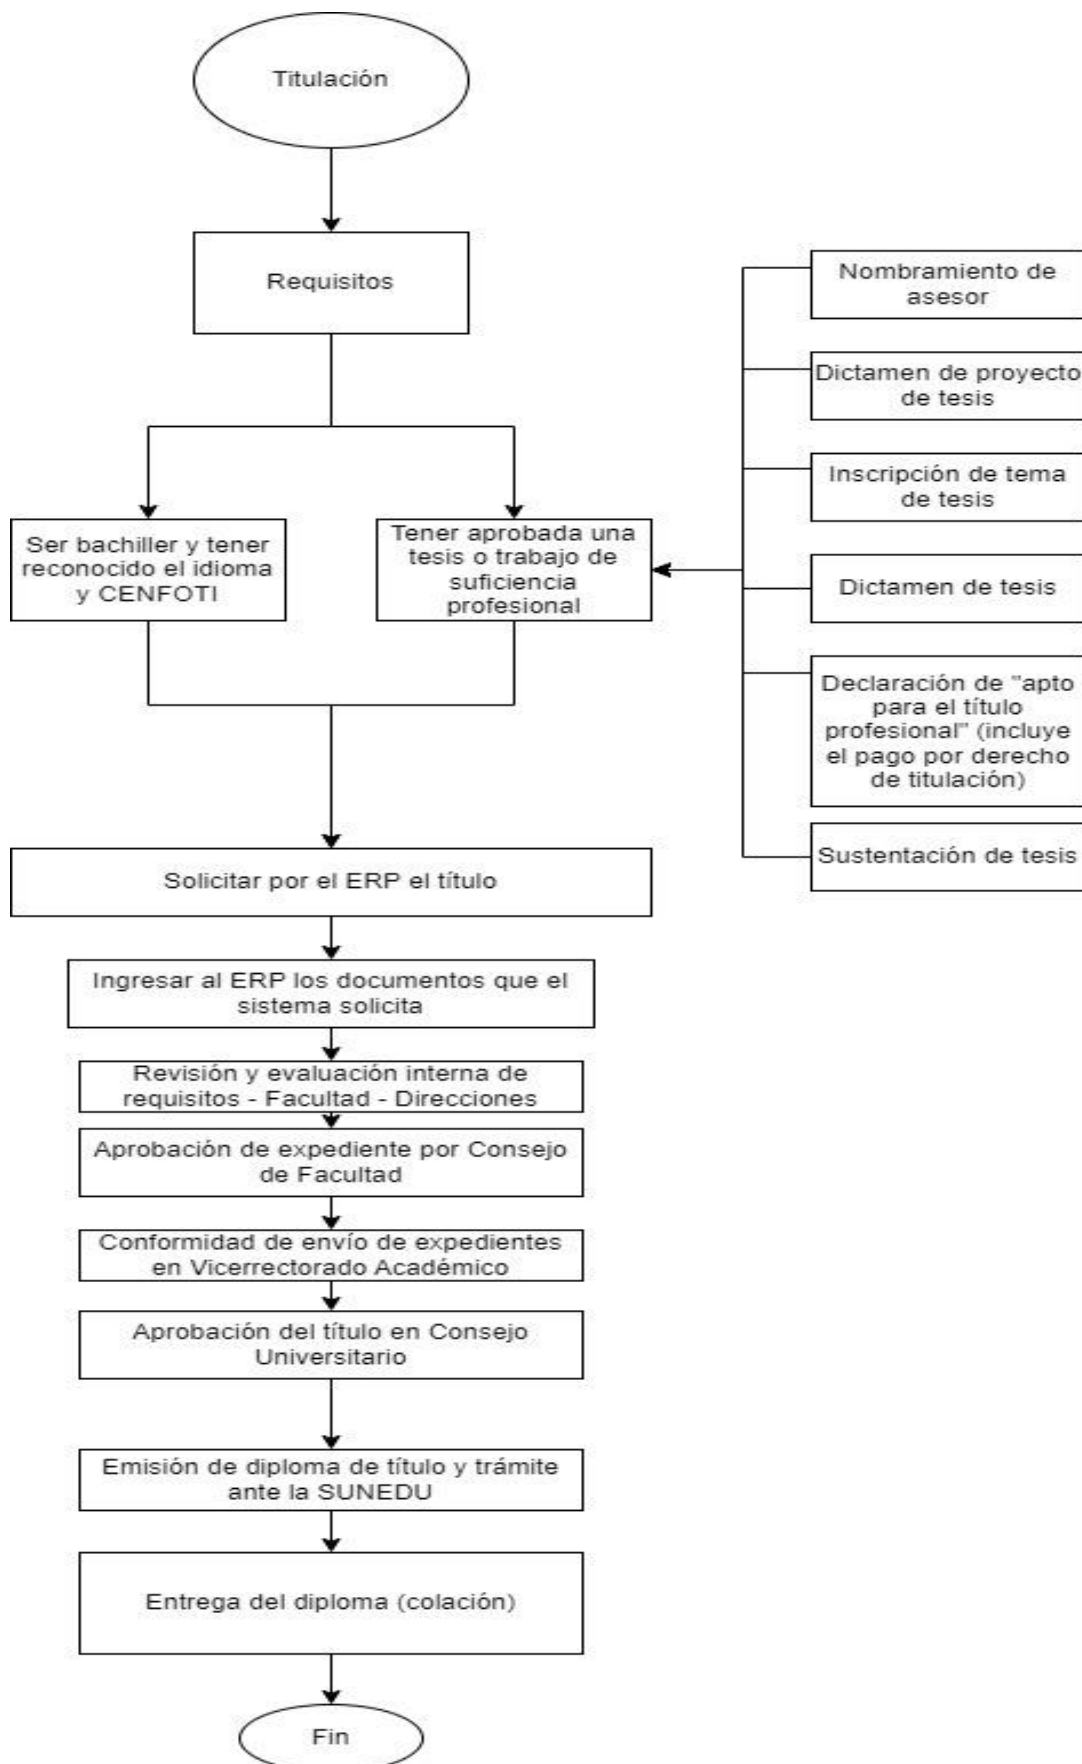 Titulación
Requisitos
Ser bachiller y tener
reconocido el idioma
y CENFOTI
Tener aprobada una
tesis o trabajo de
suficiencia
profesional
Nombramiento de
asesor
Dictamen de proyecto
de tesis
Inscripción de tema
de tesis
Dictamen de tesis
Declaración de "apto
para el título
profesional" (incluye
el pago por derecho
de titulación)
Sustentación de tesis
Solicitar por el ERP el título
Ingresar al ERP los documentos que el
sistema solicita
Revisión y evaluación interna de
requisitos - Facultad - Direcciones
Aprobación de expediente por Consejo
de Facultad
Conformidad de envío de expedientes
en Vicerrectorado Académico
Aprobación del título en Consejo
Universitario
Emisión de diploma de título y trámite
ante la SUNEDU
Entrega del diploma (colación)
Fin